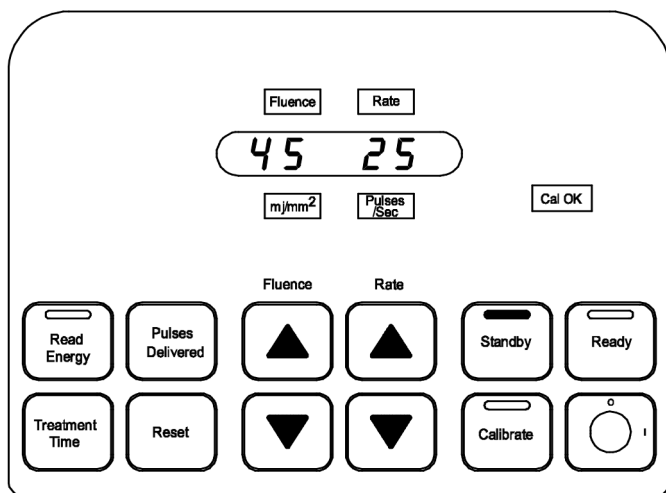 Fluence Rate
45 25
mj/mm²
Pulses
/Sec
Cal OK
Fluence Rate
Read
Energy
Pulses
Delivered
Standby
Ready
Treatment
Time
Reset
Calibrate
O
I